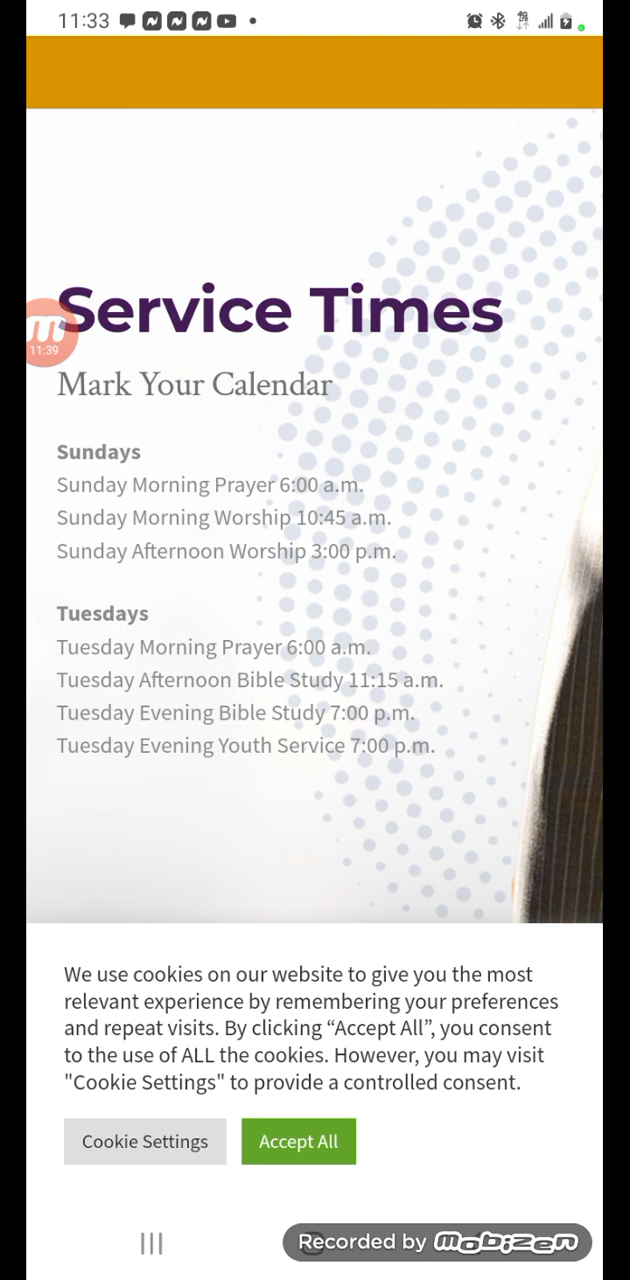 11:33
Service Times
11:39
Mark Your Calendar
Sundays
Sunday Morning Prayer 6:00 a.m.
Sunday Morning Worship 10:45 a.m.
Sunday Afternoon Worship 3:00 p.m.
Tuesdays
Tuesday Morning Prayer 6:00 a.m.
Tuesday Afternoon Bible Study 11:15 a.m.
Tuesday Evening Bible Study 7:00 p.m.
Tuesday Evening Youth Service 7:00 p.m.
We use cookies on our website to give you the most
relevant experience by remembering your preferences
and repeat visits. By clicking “Accept All”, you consent
to the use of ALL the cookies. However, you may visit
"Cookie Settings" to provide a controlled consent.
Cookie Settings Accept All
Recorded by mobizen